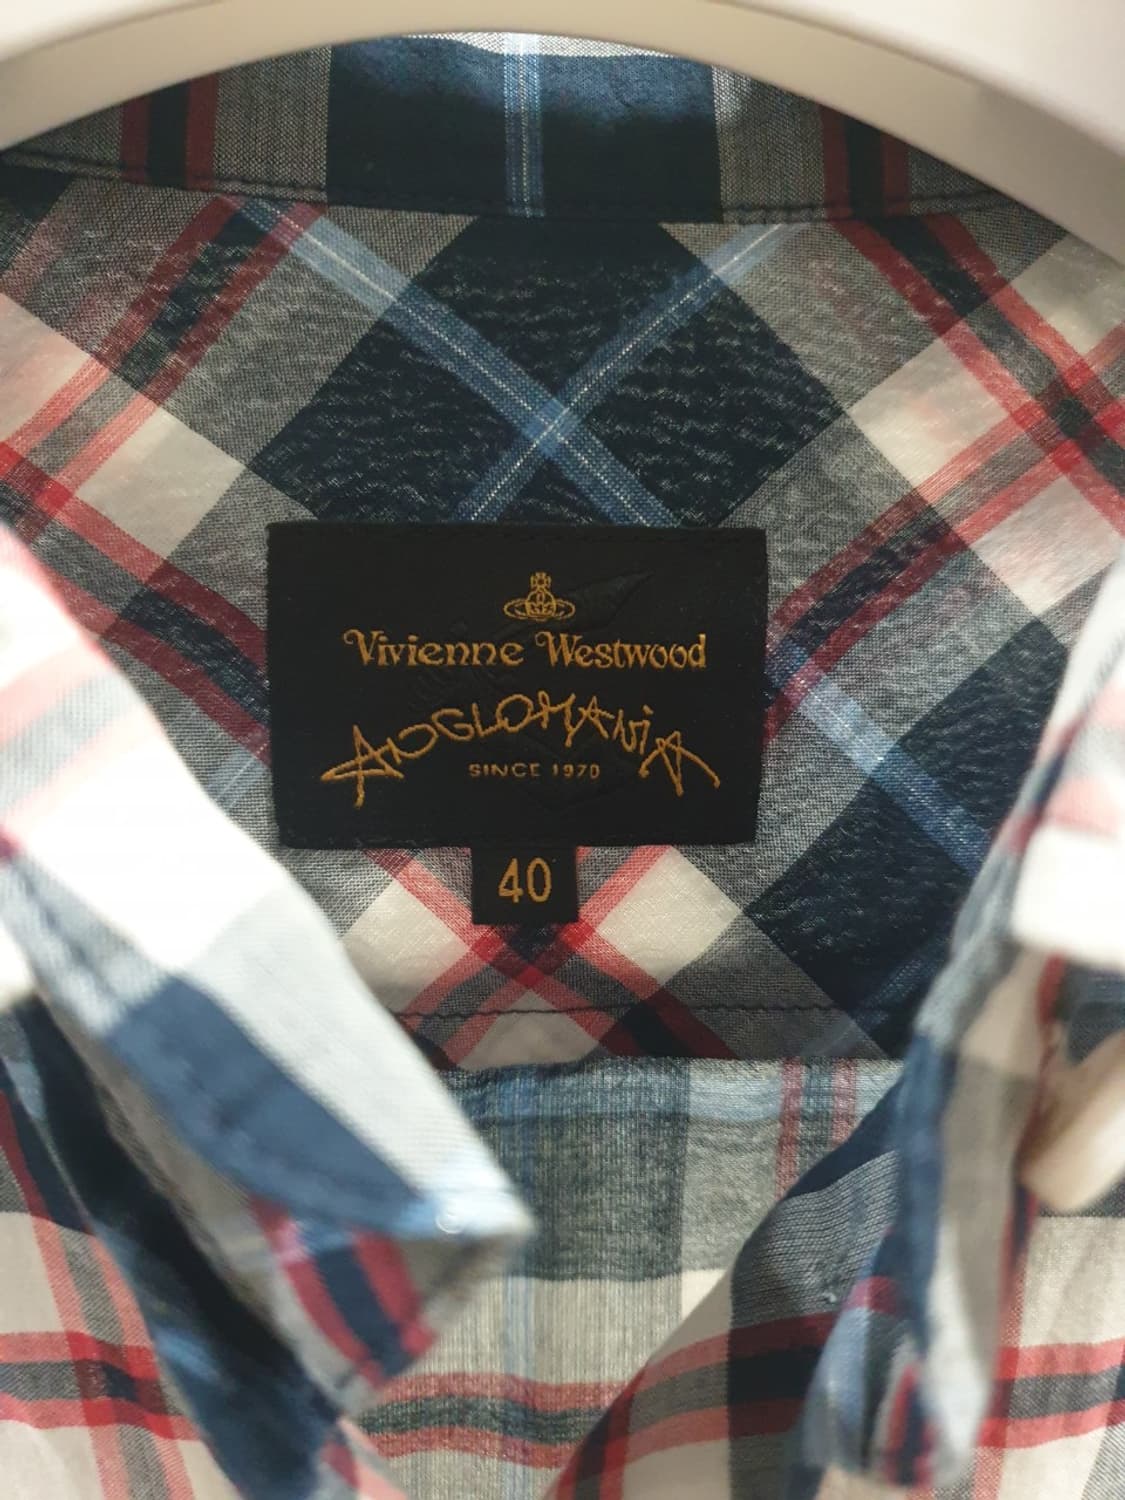 Vivienne Westwood
ANGLOMANiA
SINCE 1970
40